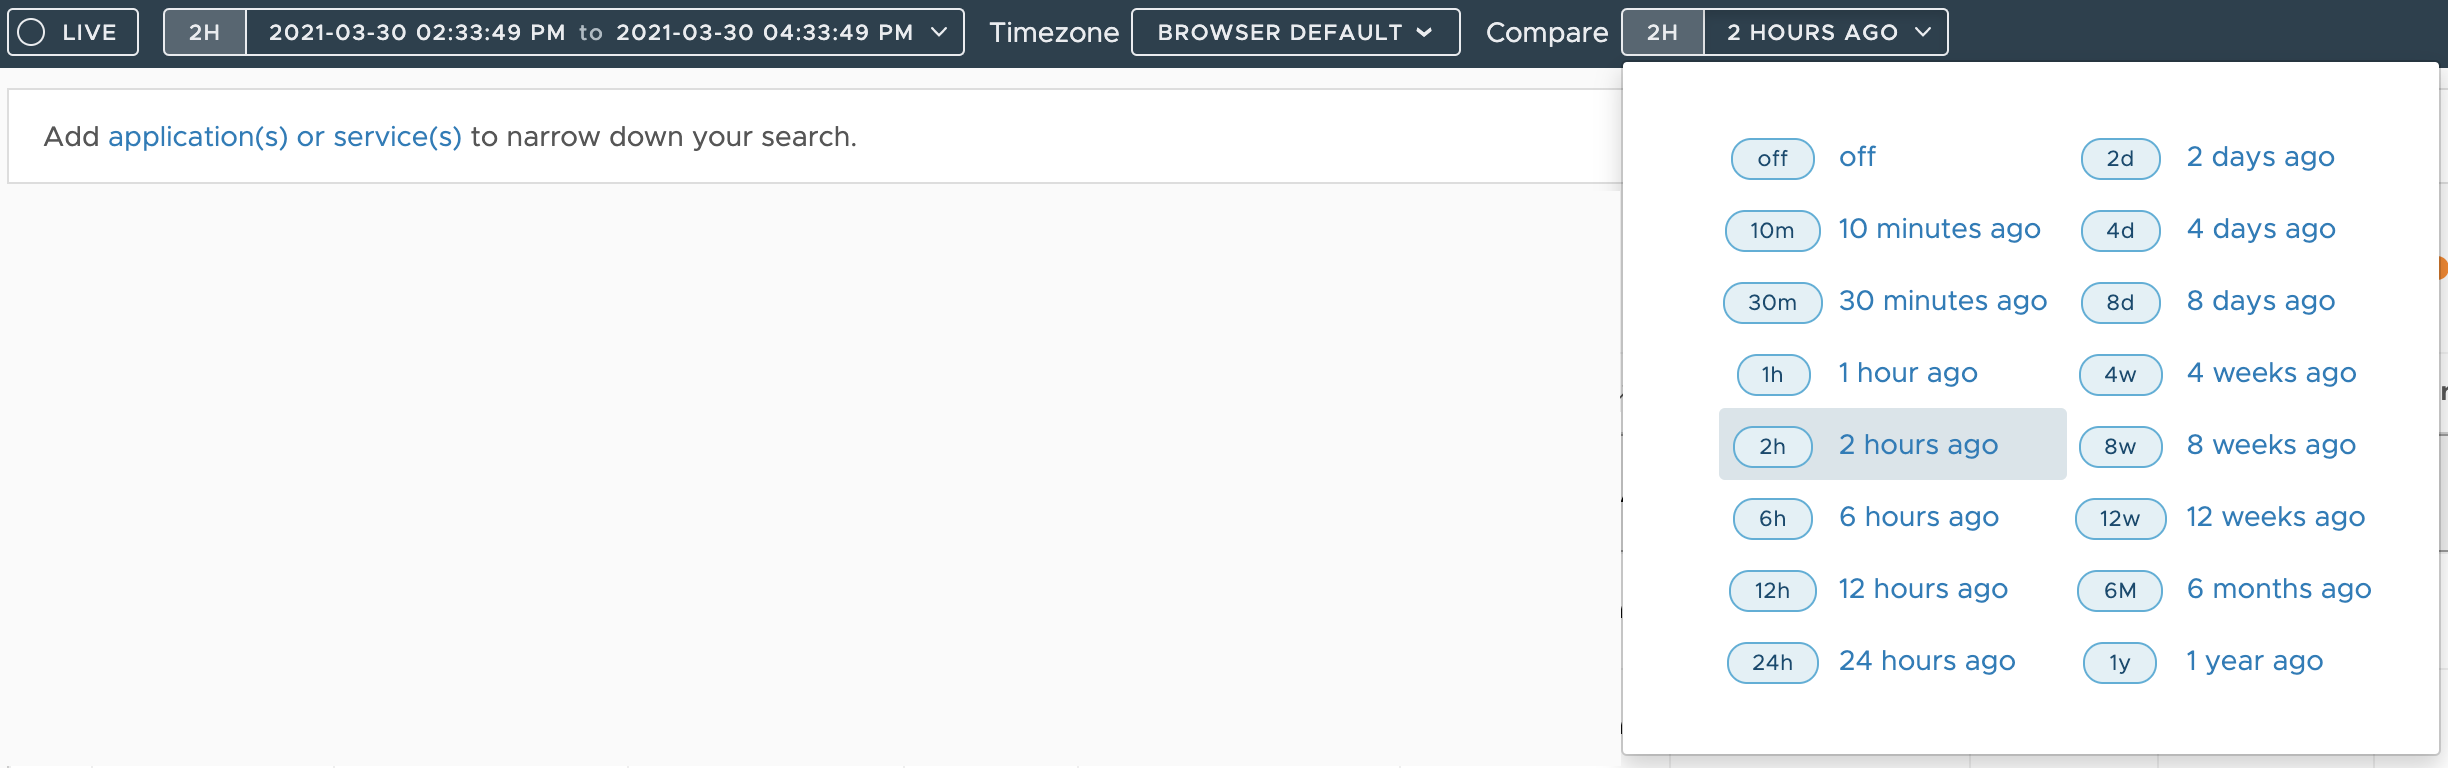 LIVE 2H 2021-03-30 02:33:49 PM to 2021-03-30 04:33:49 PM Timezone BROWSER DEFAULT Compare 2H 2 HOURS AGO
Add application(s) or service(s) to narrow down your search.
off off 2d 2 days ago
10m 10 minutes ago 4d 4 days ago
30m 30 minutes ago 8d 8 days ago
1h 1 hour ago 4w 4 weeks ago
2h 2 hours ago 8w 8 weeks ago
6h 6 hours ago 12w 12 weeks ago
12h 12 hours ago 6M 6 months ago
24h 24 hours ago 1y 1 year ago